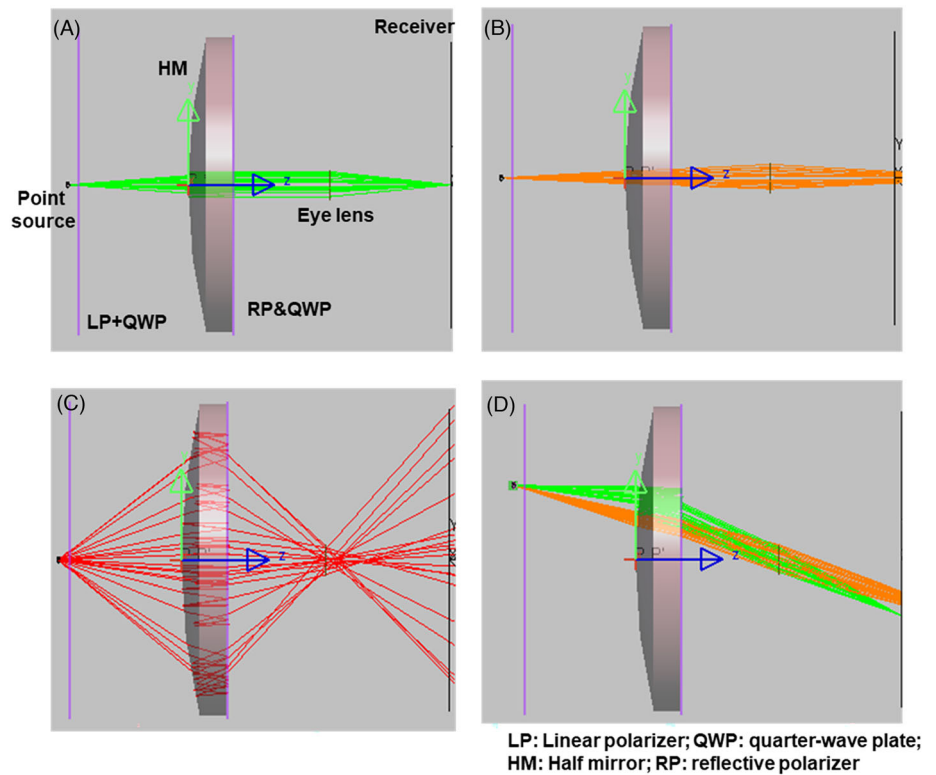 (A)
Receiver
HM
z
Point
source
Eye lens
LP+QWP
RP&QWP
(B)
Y
z
(C)
Y
z
(D)
z
LP: Linear polarizer; QWP: quarter-wave plate;
HM: Half mirror; RP: reflective polarizer